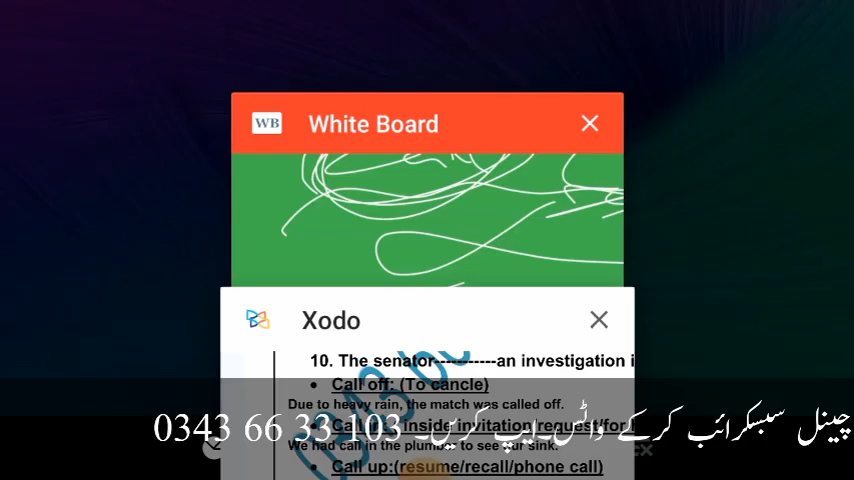 WB White Board
Xodo
10. The senator-----------an investigation i
Call off: (To cancle)
Due to heavy rain, the match was called off.
inside invitation/request/for
چینل سبسکرائب کرکے واٹس۔ایپ کریں۔ 103 33 66 0343
We had call in the plumber to see our sink.
Call up:(resume/recall/phone call)